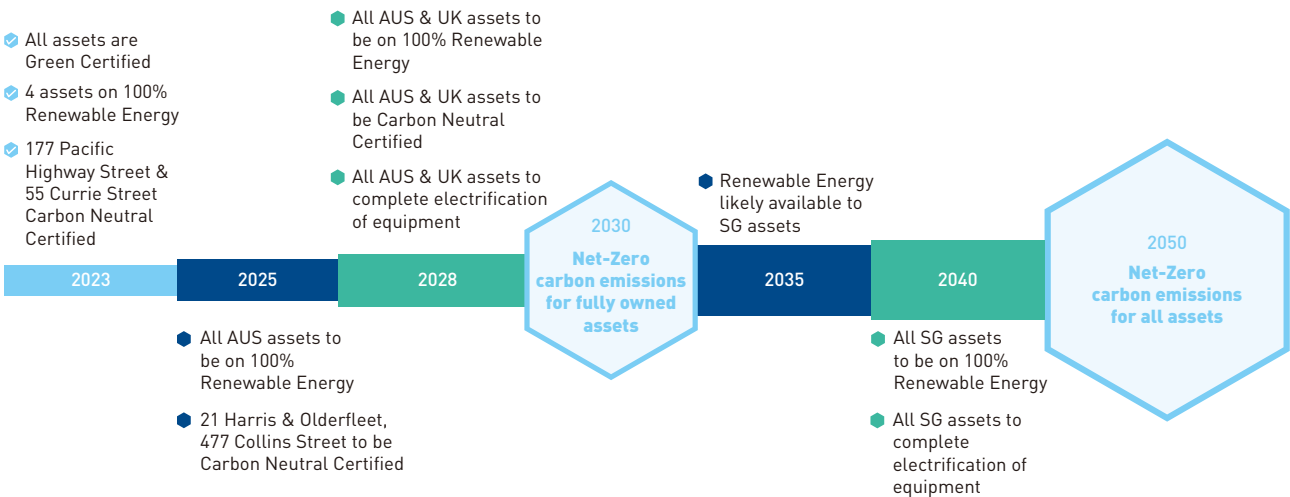 All assets are
Green Certified
4 assets on 100%
Renewable Energy
177 Pacific
Highway Street &
55 Currie Street
Carbon Neutral
Certified
2023
2025
All AUS assets to
be on 100%
Renewable Energy
21 Harris & Olderfleet,
477 Collins Street to be
Carbon Neutral Certified
All AUS & UK assets to
be on 100% Renewable
Energy
All AUS & UK assets to
be Carbon Neutral
Certified
All AUS & UK assets to
complete electrification
of equipment
2028
2030
Net-Zero
carbon emissions
for fully owned
assets
Renewable Energy
likely available to
SG assets
2035
2040
All SG assets
to be on 100%
Renewable Energy
All SG assets to
complete
electrification of
equipment
2050
Net-Zero
carbon emissions
for all assets